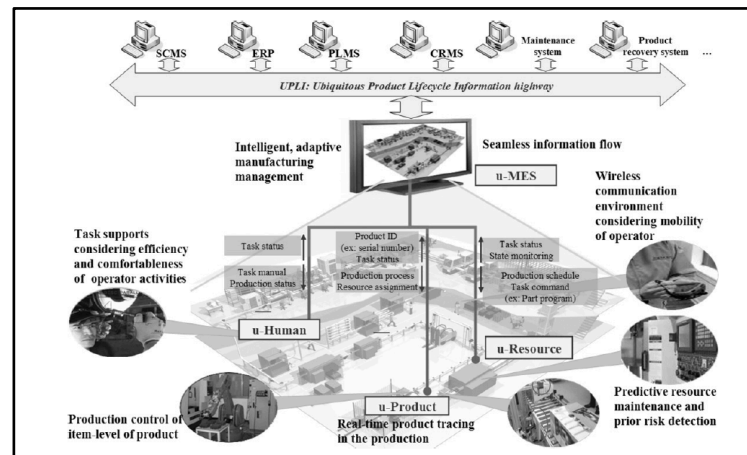 SCMS
ERP
PLMS
CRMS
Maintenance
system
Product
recovery system
...
UPLI: Ubiquitous Product Lifecycle Information highway
Intelligent, adaptive
manufacturing
management
Seamless information flow
u-MES
Wireless
communication
environment
considering mobility
of operator
Task supports
considering efficiency
and comfortableness
of operator activities
Task status
Task manual
Production status
Product ID
(ex: serial number)
Task status
Production process
Resource assignment
Task status
State monitoring
Production schedule
Task command
(ex: Part program)
u-Human
u-Resource
u-Product
Predictive resource
maintenance and
prior risk detection
Production control of
item-level of product
Real-time product tracing
in the production